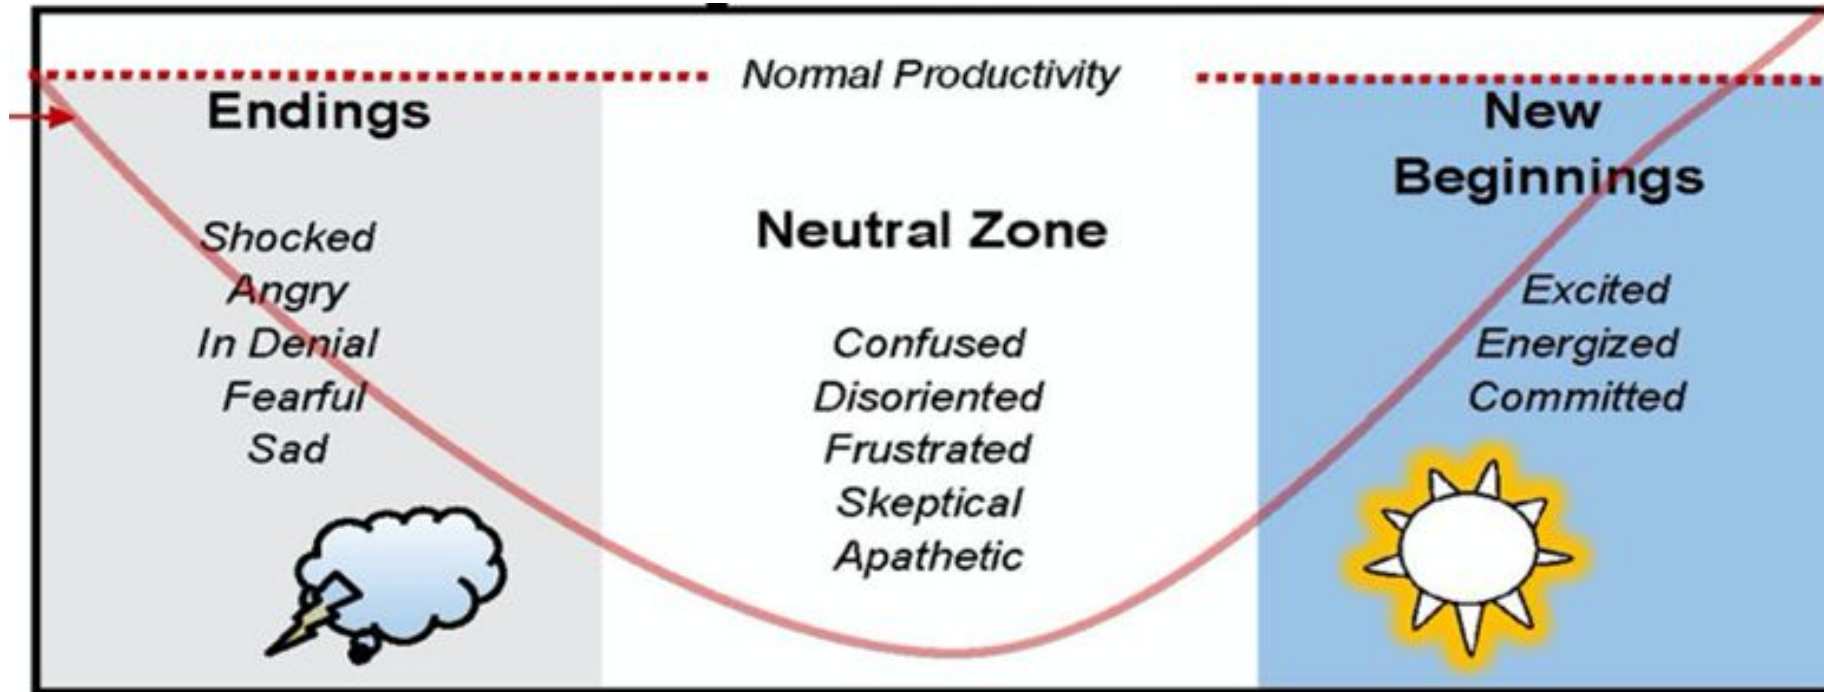 Normal Productivity
Endings
Shocked
Angry
In Denial
Fearful
Sad
Neutral Zone
Confused
Disoriented
Frustrated
Skeptical
Apathetic
New
Beginnings
Excited
Energized
Committed